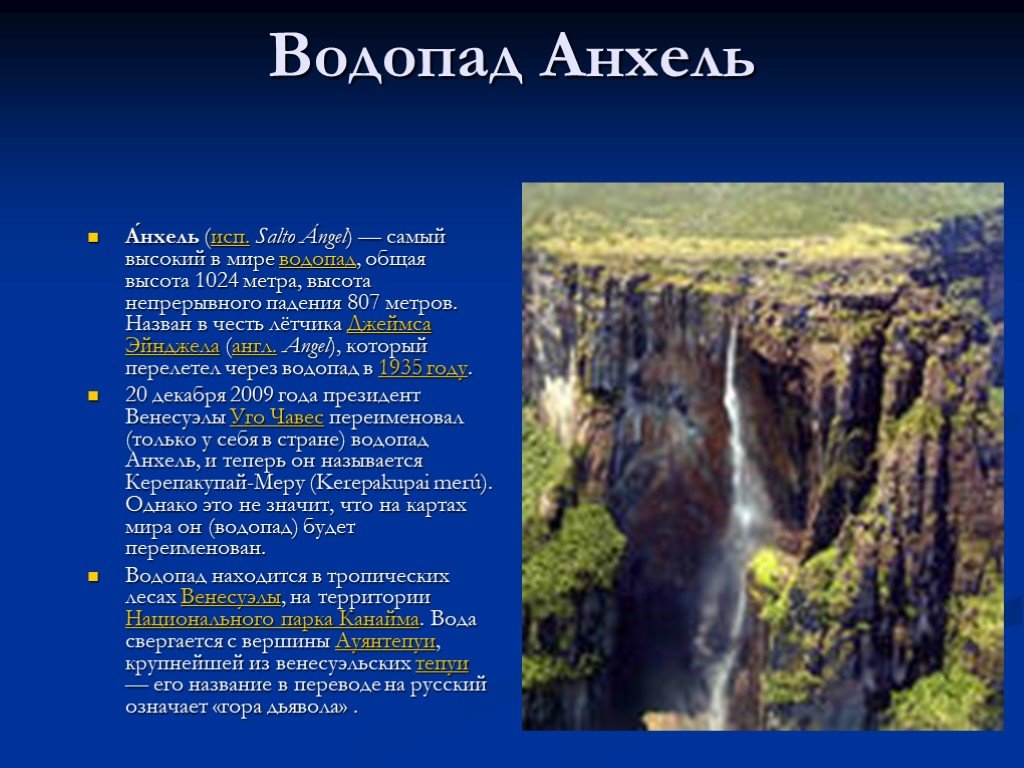 Водопад Анхель
А́нхель (исп. Salto Ángel) — самый
высокий в мире водопад, общая
высота 1024 метра, высота
непрерывного падения 807 метров.
Назван в честь лётчика Джеймса
Эйнджела (англ. Angel), который
перелетел через водопад в 1935 году.
20 декабря 2009 года президент
Венесуэлы Уго Чавес переименовал
(только у себя в стране) водопад
Анхель, и теперь он называется
Керепакупай-Меру (Kerepakupai merú).
Однако это не значит, что на картах
мира он (водопад) будет
переименован.
Водопад находится в тропических
лесах Венесуэлы, на территории
Национального парка Канайма. Вода
свергается с вершины Ауянтепуи,
крупнейшей из венесуэльских тепуи
— его название в переводе на русский
означает «гора дьявола» .